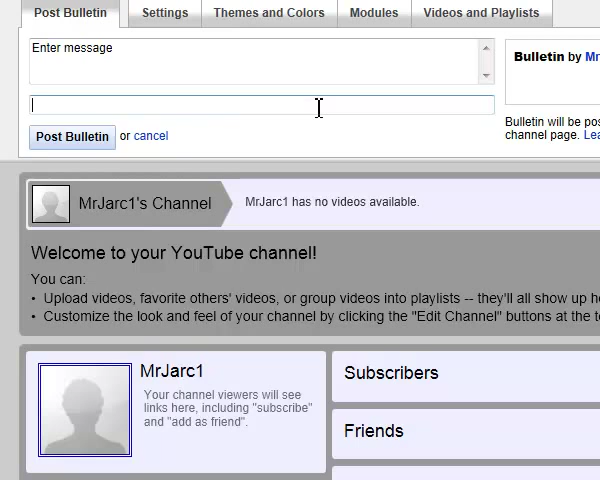 Post Bulletin Settings Themes and Colors Modules Videos and Playlists
Enter message
Bulletin by Mr
Bulletin will be pos
channel page. Lea
Post Bulletin or cancel
MrJarc1's Channel MrJarc1 has no videos available.
Welcome to your YouTube channel!
You can:
• Upload videos, favorite others' videos, or group videos into playlists -- they'll all show up h
• Customize the look and feel of your channel by clicking the "Edit Channel" buttons at the t
MrJarc1
Your channel viewers will see
links here, including "subscribe"
and "add as friend".
Subscribers
Friends